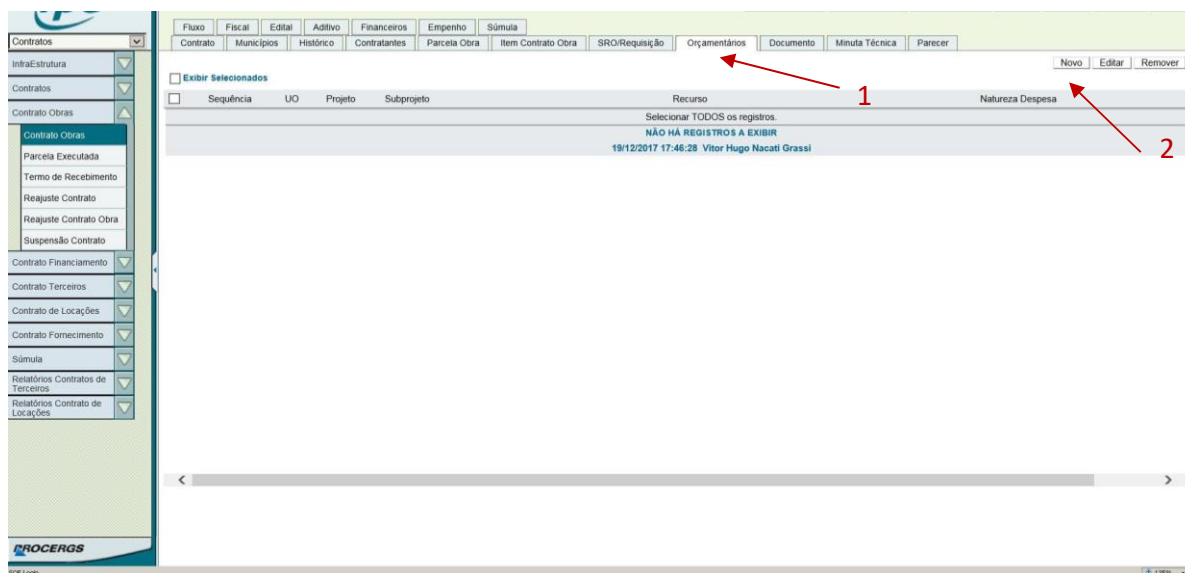 Contratos
InfraEstrutura
Contratos
Contrato Obras
Contrato Obras
Parcela Executada
Termo de Recebimento
Reajuste Contrato
Reajuste Contrato Obra
Suspensão Contrato
Contrato Financiamento
Contrato Terceiros
Contrato de Locações
Contrato Fornecimento
Súmula
Relatórios Contratos de
Terceiros
Relatórios Contrato de
Locações
PROCERGS
Fluxo Fiscal Edital Aditivo Financeiros Empenho Súmula
Contrato Municípios Histórico Contratantes Parcela Obra Item Contrato Obra SRO/Requisição Orçamentários Documento Minuta Técnica Parecer
Novo Editar Remover
Exibir Selecionados
1
Sequência UO Projeto Subprojeto Recurso Natureza Despesa
Selecionar TODOS os registros.
NÃO HÁ REGISTROS A EXIBIR
2
19/12/2017 17:46:28 Vitor Hugo Nacati Grassi